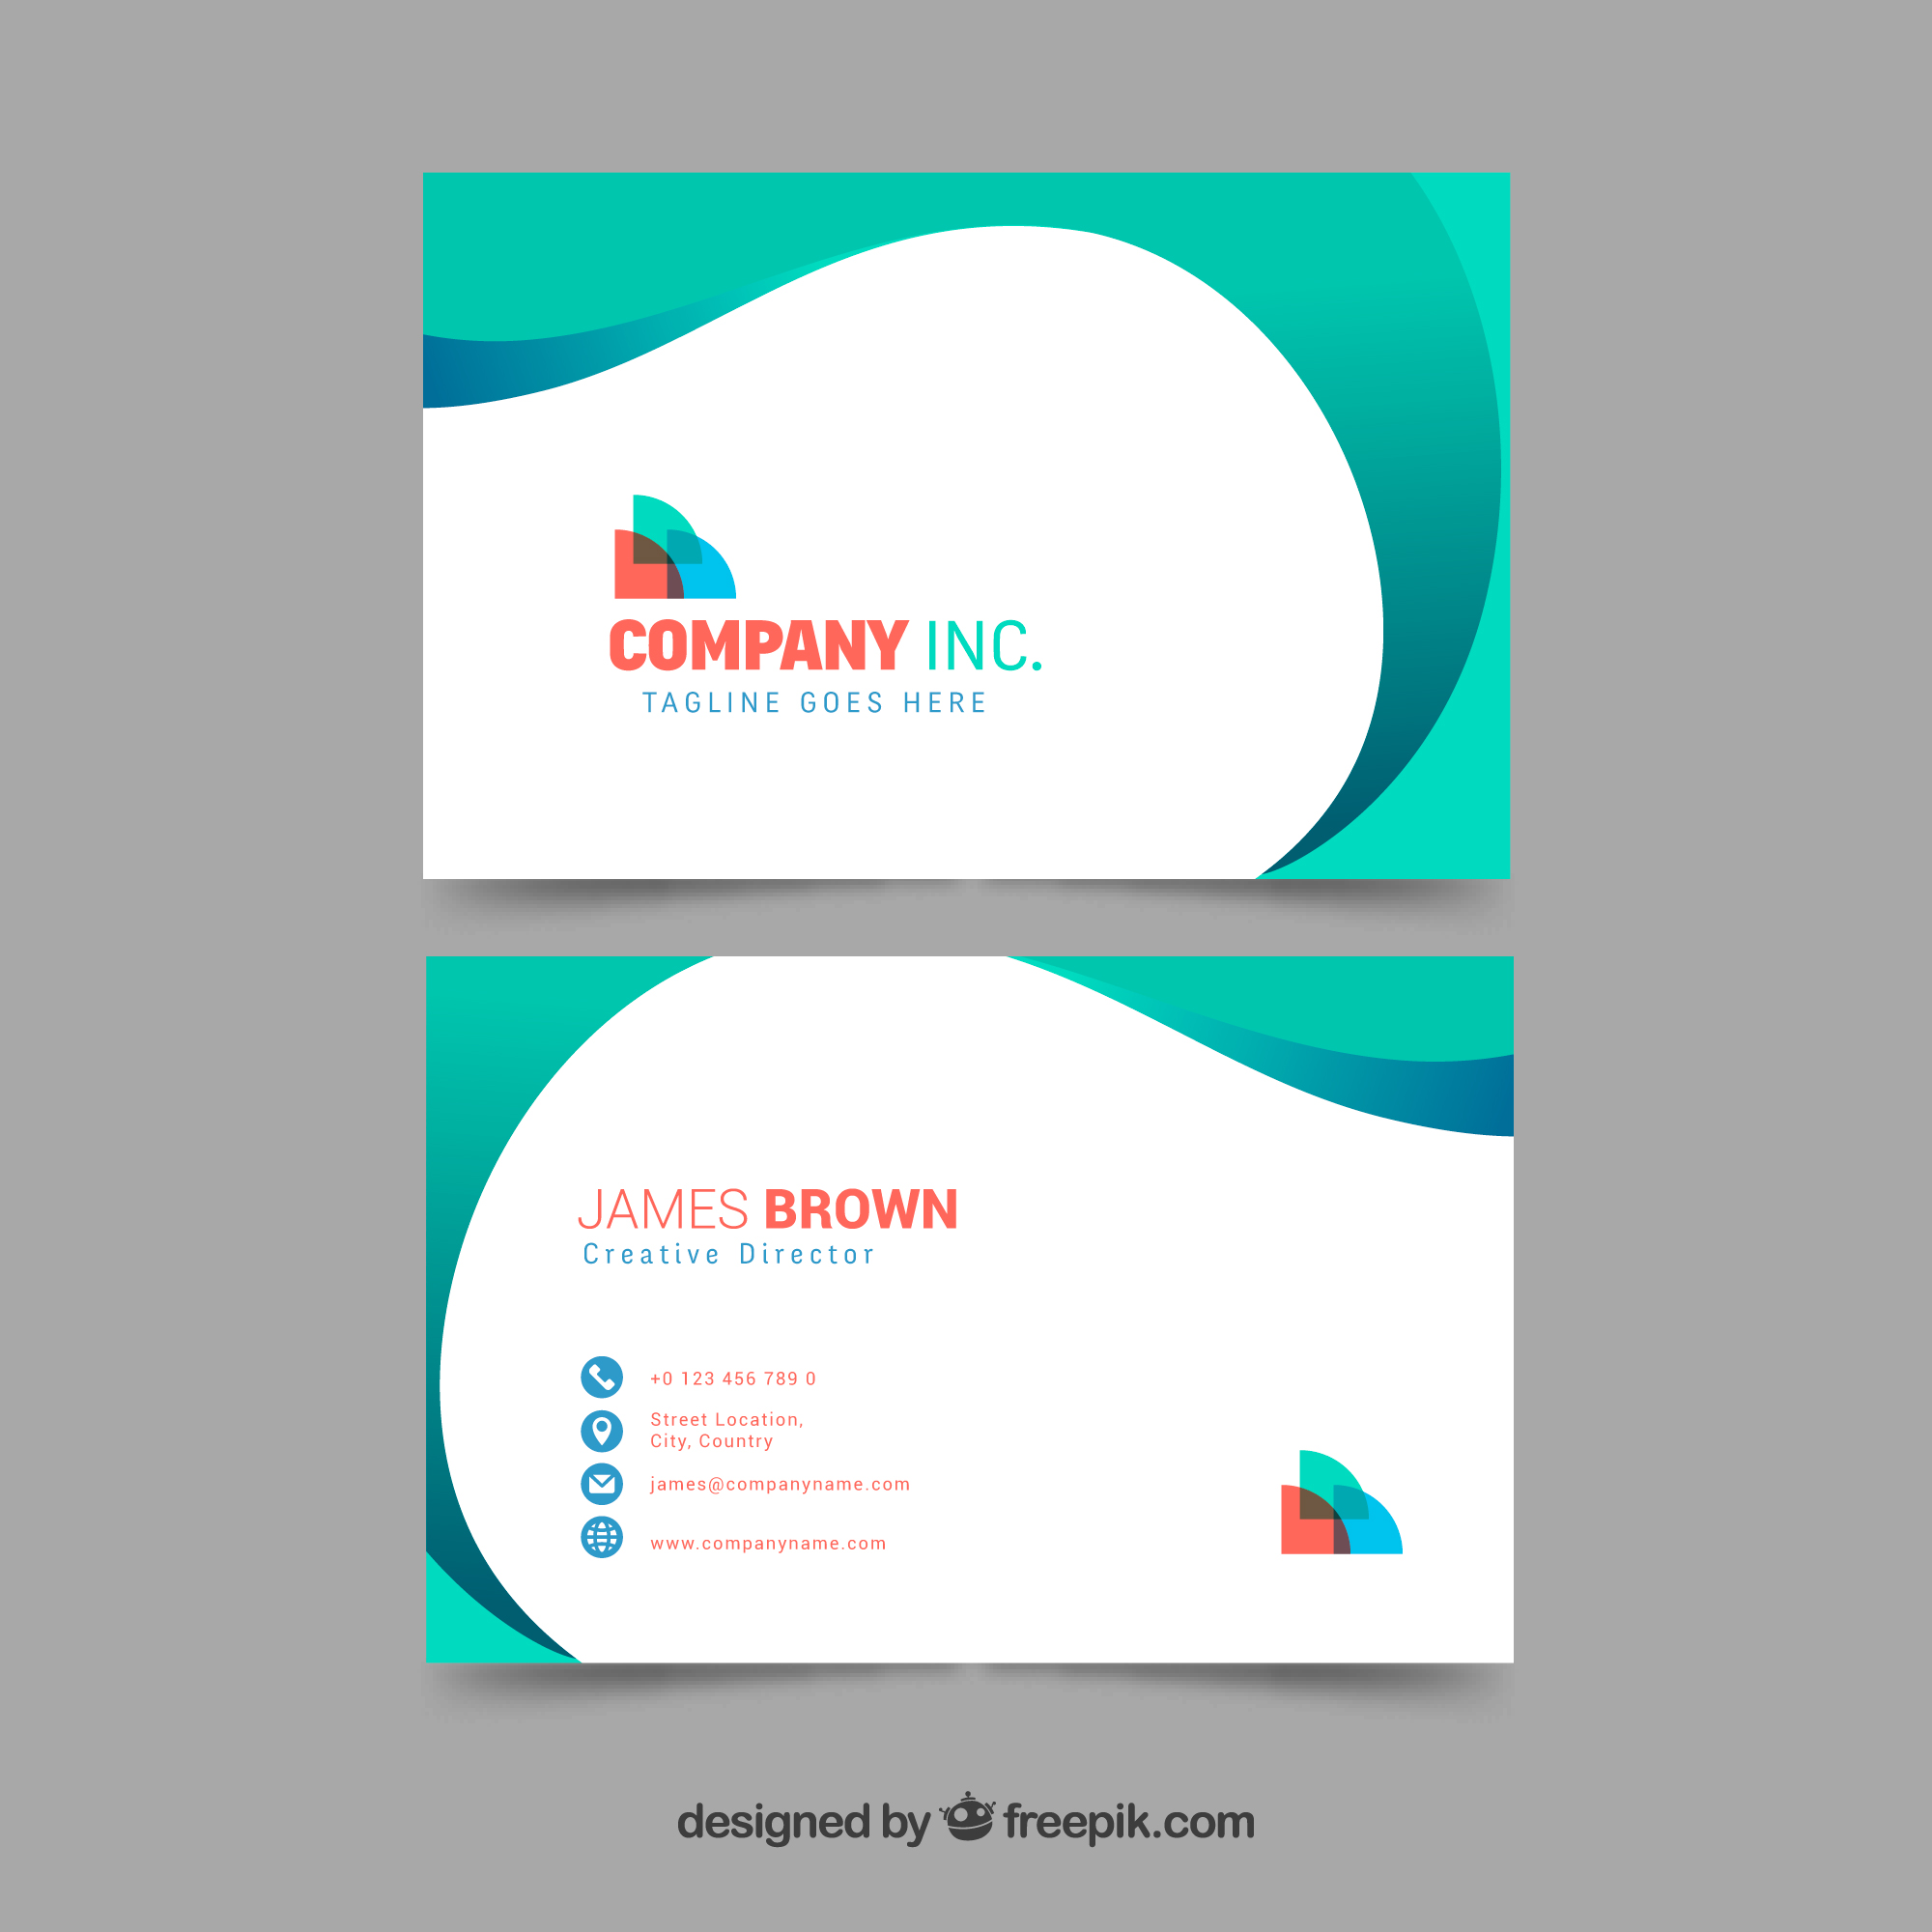 COMPANY INC.
TAGLINE GOES HERE
JAMES BROWN
Creative Director
+0 123 456 789 0
Street Location,
City, Country
james@companyname.com
www.companyname.com
designed by freepik.com